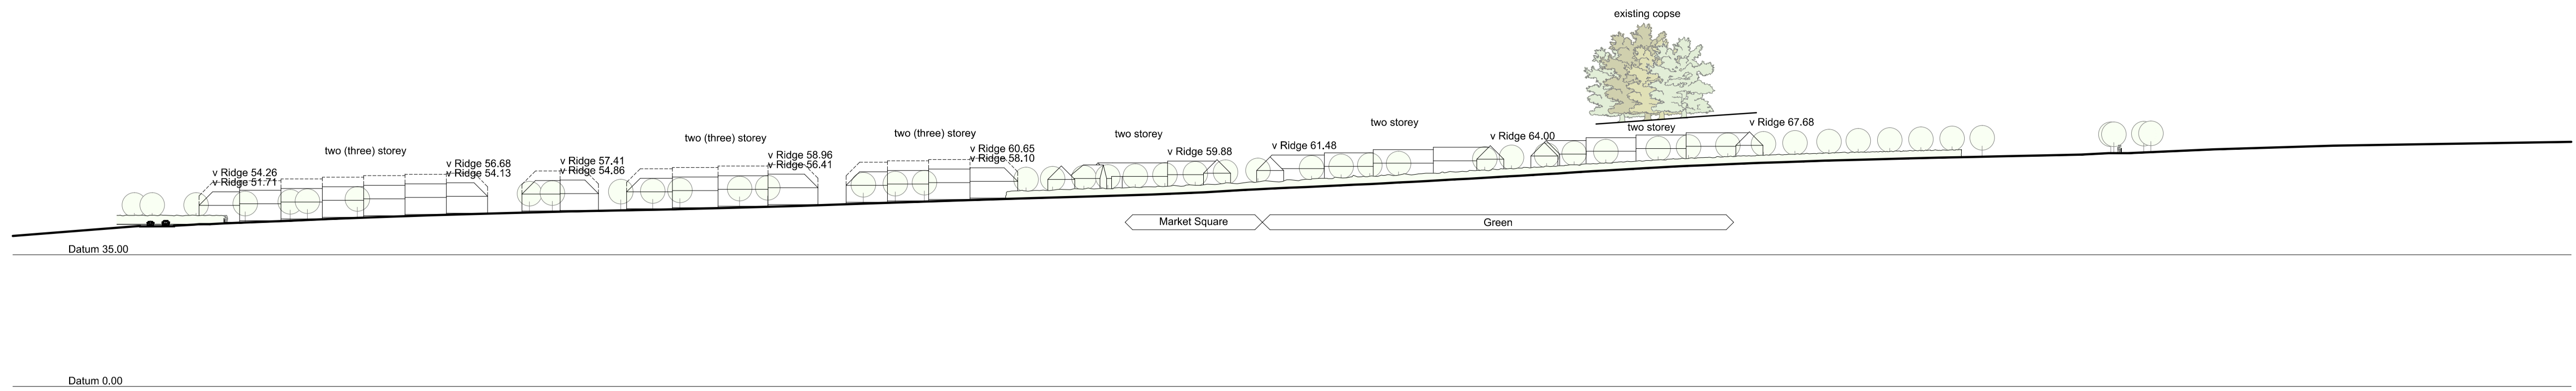 existing copse
two (three) storey
v Ridge 54.26
v Ridge 51.71
v Ridge 56.68
v Ridge 54.13
v Ridge 57.41
v Ridge 54.86
two (three) storey
v Ridge 58.96
v Ridge 56.41
two (three) storey
v Ridge 60.65
v Ridge 58.10
two storey
v Ridge 59.88
two storey
v Ridge 61.48
v Ridge 64.00
two storey
v Ridge 67.68
Market Square
Green
Datum 35.00
Datum 0.00